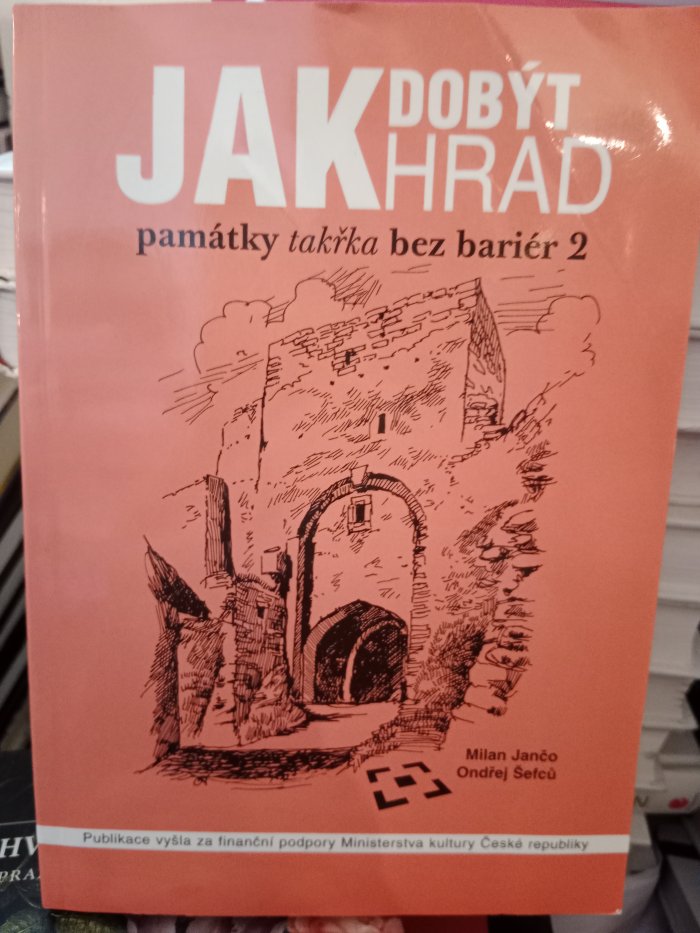 JAK DOBÝT
HRAD
památky takřka bez bariér 2
Milan Jančo
Ondřej Šefců
Publikace vyšla za finanční podpory Ministerstva kultury České republiky